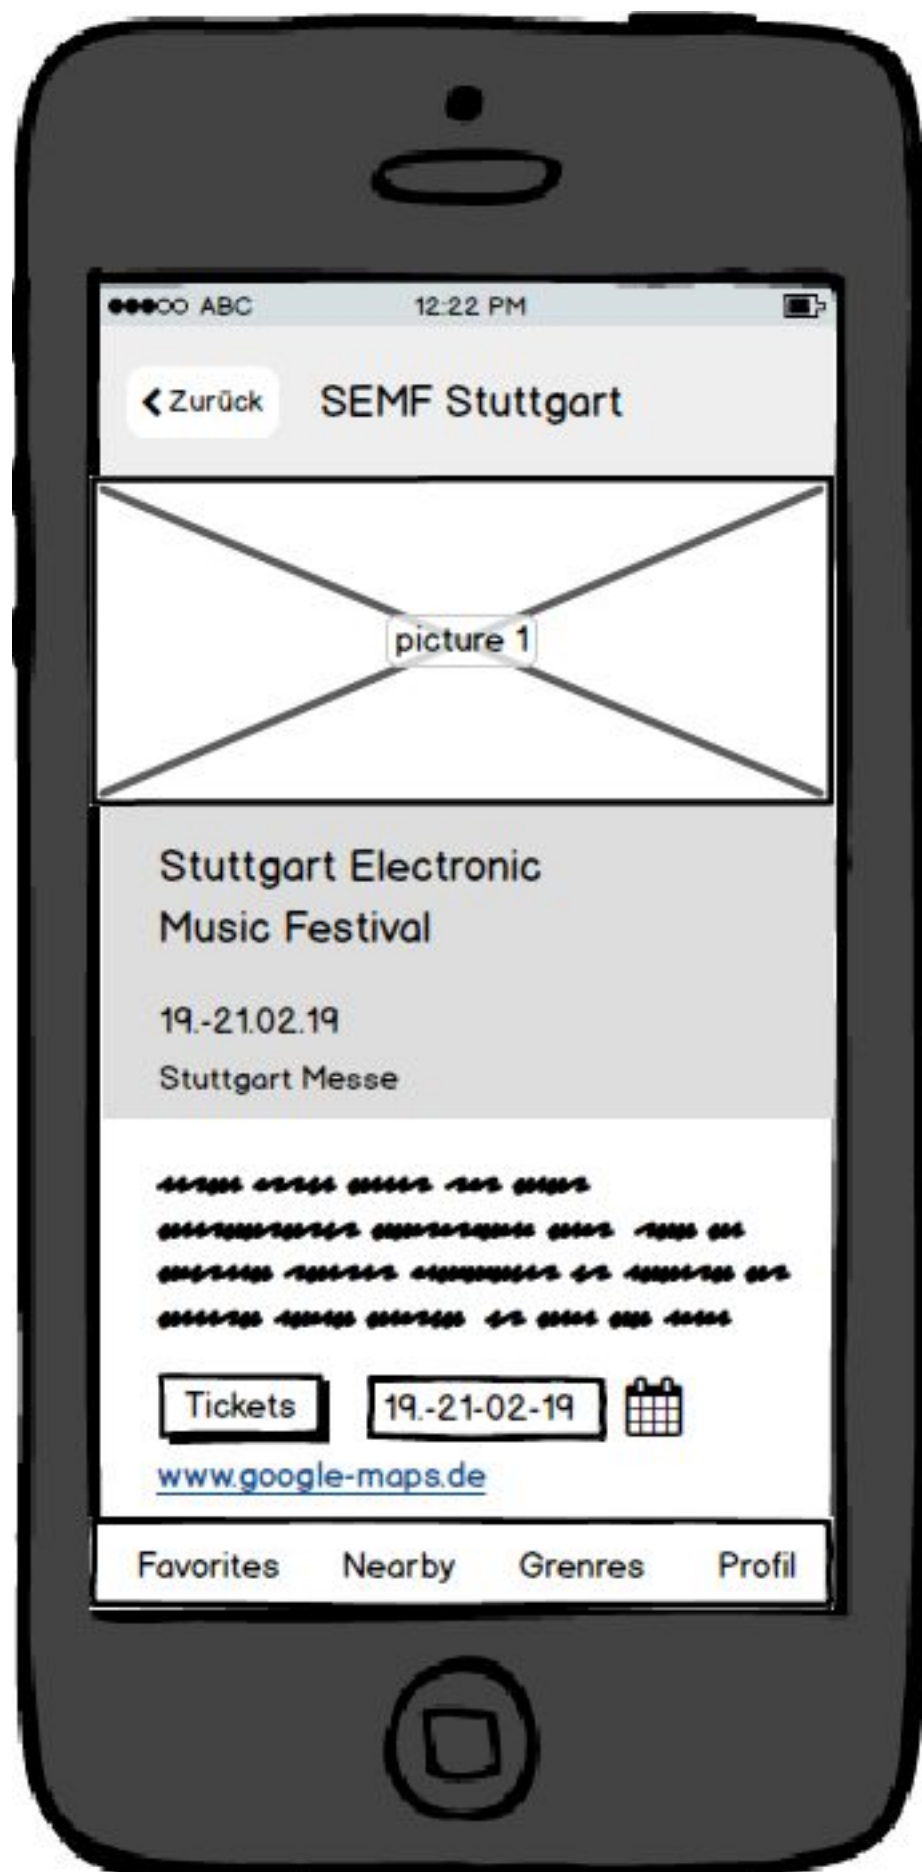 ABC 12:22 PM
Zurück SEMF Stuttgart
picture 1
Stuttgart Electronic
Music Festival
19.-21.02.19
Stuttgart Messe
Tickets 19.-21-02-19
www.google-maps.de
Favorites Nearby Grenres Profil